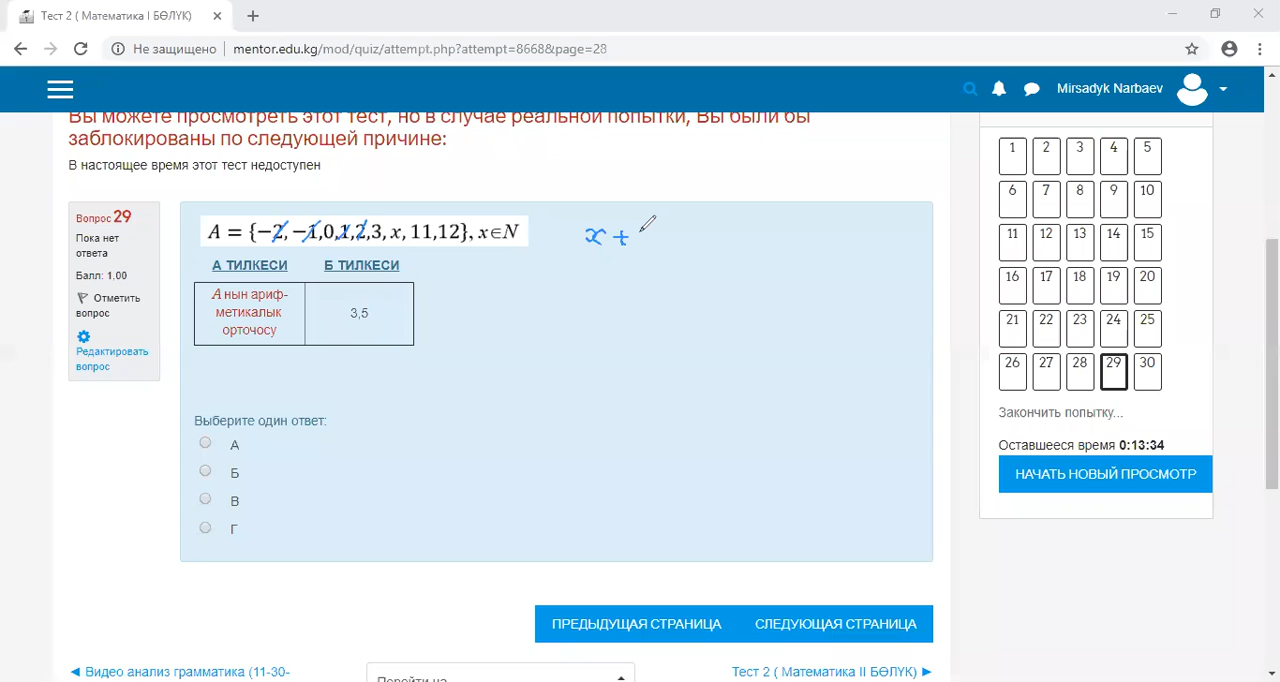 Тест 2 ( Математика I БӨЛҮК)
Не защищено
mentor.edu.kg/mod/quiz/attempt.php?attempt=8668&page=28
Mirsadyk Narbaev
Вы можете просмотреть этот тест, но в случае реальной попытки, Вы были бы
заблокированы по следующей причине:
В настоящее время этот тест недоступен
Вопрос 29
Пока нет
ответа
Балл: 1,00
Отметить
вопрос
Редактировать
вопрос
A = {−2, −1,0,1,2,3, x, 11,12}, x∈N
x +
А ТИЛКЕСИ Б ТИЛКЕСИ
A нын ариф-
метикалык
орточосу
3,5
Выберите один ответ:
А
Б
В
Г
ПРЕДЫДУЩАЯ СТРАНИЦА
СЛЕДУЮЩАЯ СТРАНИЦА
◄ Видео анализ грамматика (11-30-
Перейти на...
Тест 2 ( Математика II БӨЛҮК) ►
1 2 3 4 5
6 7 8 9 10
11 12 13 14 15
16 17 18 19 20
21 22 23 24 25
26 27 28 29 30
Закончить попытку...
Оставшееся время 0:13:34
НАЧАТЬ НОВЫЙ ПРОСМОТР